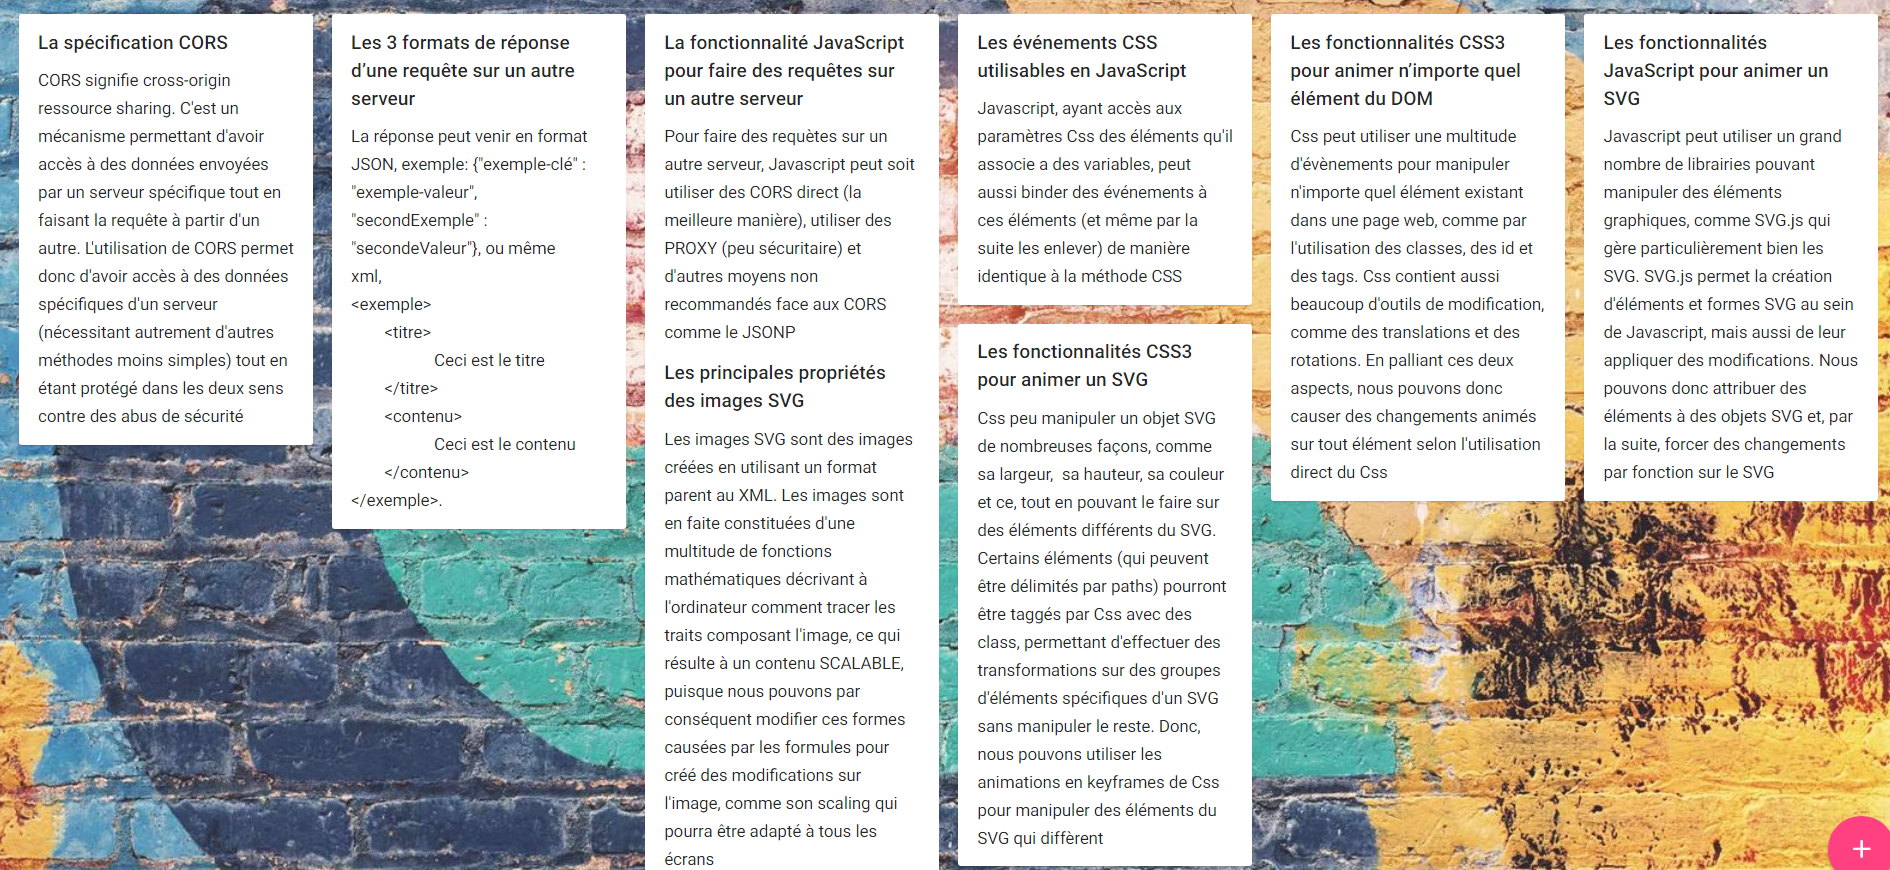 La spécification CORS
CORS signifie cross-origin
ressource sharing. C'est un
mécanisme permettant d'avoir
accès à des données envoyées
par un serveur spécifique tout en
faisant la requête à partir d'un
autre. L'utilisation de CORS permet
donc d'avoir accès à des données
spécifiques d'un serveur
(nécessitant autrement d'autres
méthodes moins simples) tout en
étant protégé dans les deux sens
contre des abus de sécurité
Les 3 formats de réponse
d’une requête sur un autre
serveur
La réponse peut venir en format
JSON, exemple: {"exemple-clé" :
"exemple-valeur",
"secondExemple" :
"secondeValeur"}, ou même
xml,
<exemple>
<titre>
Ceci est le titre
</titre>
<contenu>
Ceci est le contenu
</contenu>
</exemple>.
La fonctionnalité JavaScript
pour faire des requêtes sur
un autre serveur
Pour faire des requètes sur un
autre serveur, Javascript peut soit
utiliser des CORS direct (la
meilleure manière), utiliser des
PROXY (peu sécuritaire) et
d'autres moyens non
recommandés face aux CORS
comme le JSONP
Les principales propriétés
des images SVG
Les images SVG sont des images
créées en utilisant un format
parent au XML. Les images sont
en faite constituées d'une
multitude de fonctions
mathématiques décrivant à
l'ordinateur comment tracer les
traits composant l'image, ce qui
résulte à un contenu SCALABLE,
puisque nous pouvons par
conséquent modifier ces formes
causées par les formules pour
créé des modifications sur
l'image, comme son scaling qui
pourra être adapté à tous les
écrans
Les événements CSS
utilisables en JavaScript
Javascript, ayant accès aux
paramètres Css des éléments qu'il
associe a des variables, peut
aussi binder des événements à
ces éléments (et même par la
suite les enlever) de manière
identique à la méthode CSS
Les fonctionnalités CSS3
pour animer un SVG
Css peu manipuler un objet SVG
de nombreuses façons, comme
sa largeur,  sa hauteur, sa couleur
et ce, tout en pouvant le faire sur
des éléments différents du SVG.
Certains éléments (qui peuvent
être délimités par paths) pourront
être taggés par Css avec des
class, permettant d'effectuer des
transformations sur des groupes
d'éléments spécifiques d'un SVG
sans manipuler le reste. Donc,
nous pouvons utiliser les
animations en keyframes de Css
pour manipuler des éléments du
SVG qui diffèrent
Les fonctionnalités CSS3
pour animer n’importe quel
élément du DOM
Css peut utiliser une multitude
d'évènements pour manipuler
n'importe quel élément existant
dans une page web, comme par
l'utilisation des classes, des id et
des tags. Css contient aussi
beaucoup d'outils de modification,
comme des translations et des
rotations. En palliant ces deux
aspects, nous pouvons donc
causer des changements animés
sur tout élément selon l'utilisation
direct du Css
Les fonctionnalités
JavaScript pour animer un
SVG
Javascript peut utiliser un grand
nombre de librairies pouvant
manipuler des éléments
graphiques, comme SVG.js qui
gère particulièrement bien les
SVG. SVG.js permet la création
d'éléments et formes SVG au sein
de Javascript, mais aussi de leur
appliquer des modifications. Nous
pouvons donc attribuer des
éléments à des objets SVG et, par
la suite, forcer des changements
par fonction sur le SVG